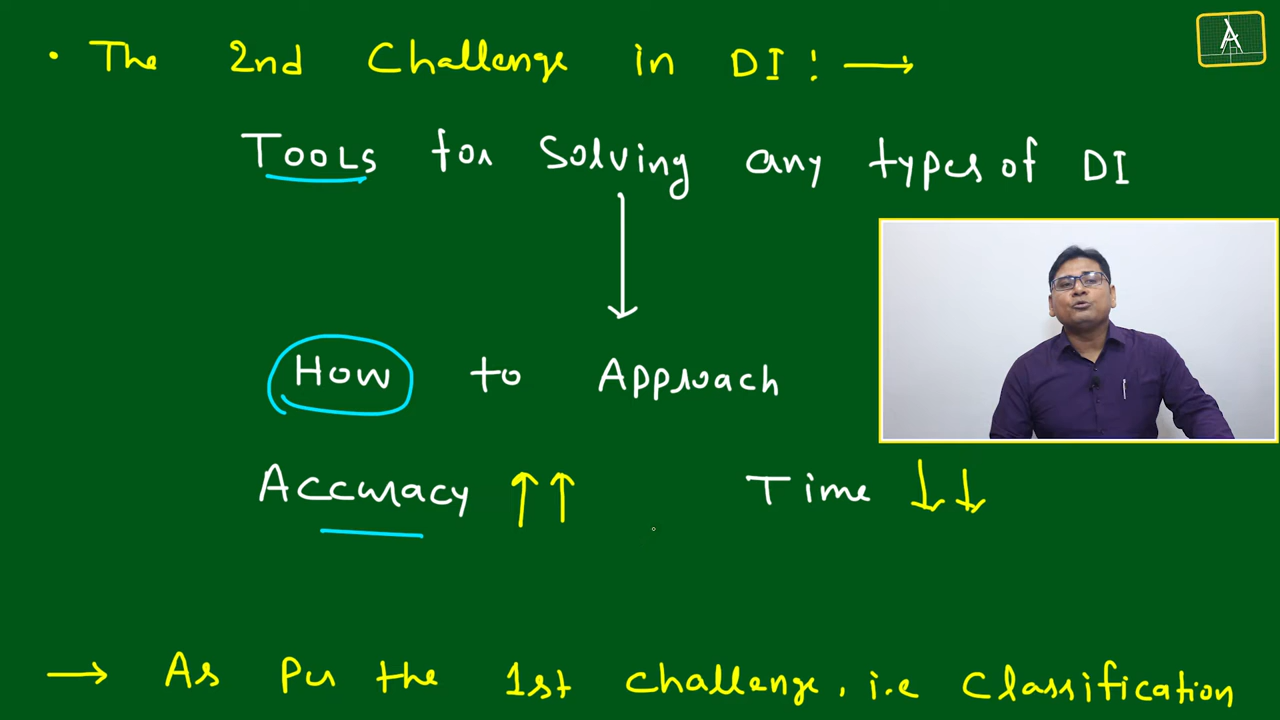 • The 2nd Challenge in DI! →
A
TOOLS for Solving any types of DI
How to Approach
Accuracy ↑↑ Time ↓↓
→ As Per the 1st challenge, i.e Classification